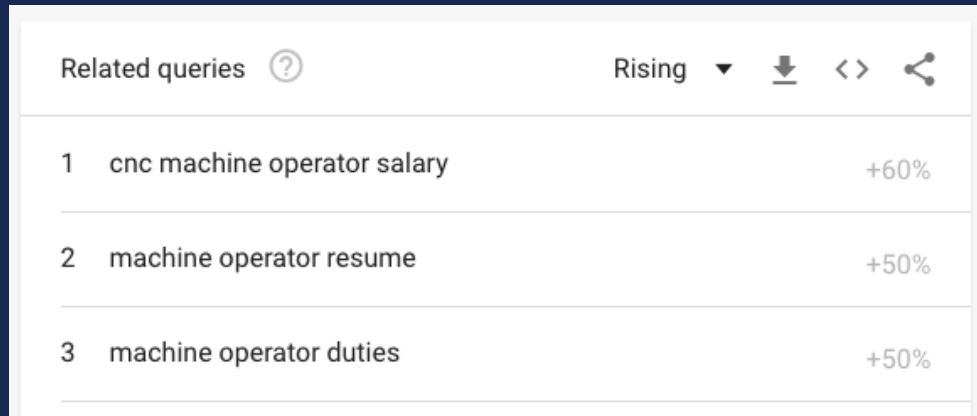 Related queries ? Rising
1 cnc machine operator salary +60%
2 machine operator resume +50%
3 machine operator duties +50%